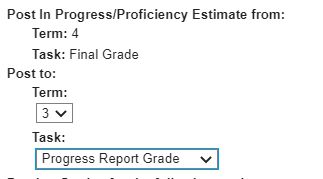 Post In Progress/Proficiency Estimate from:
Term: 4
Task: Final Grade
Post to:
Term:
3
Task:
Progress Report Grade